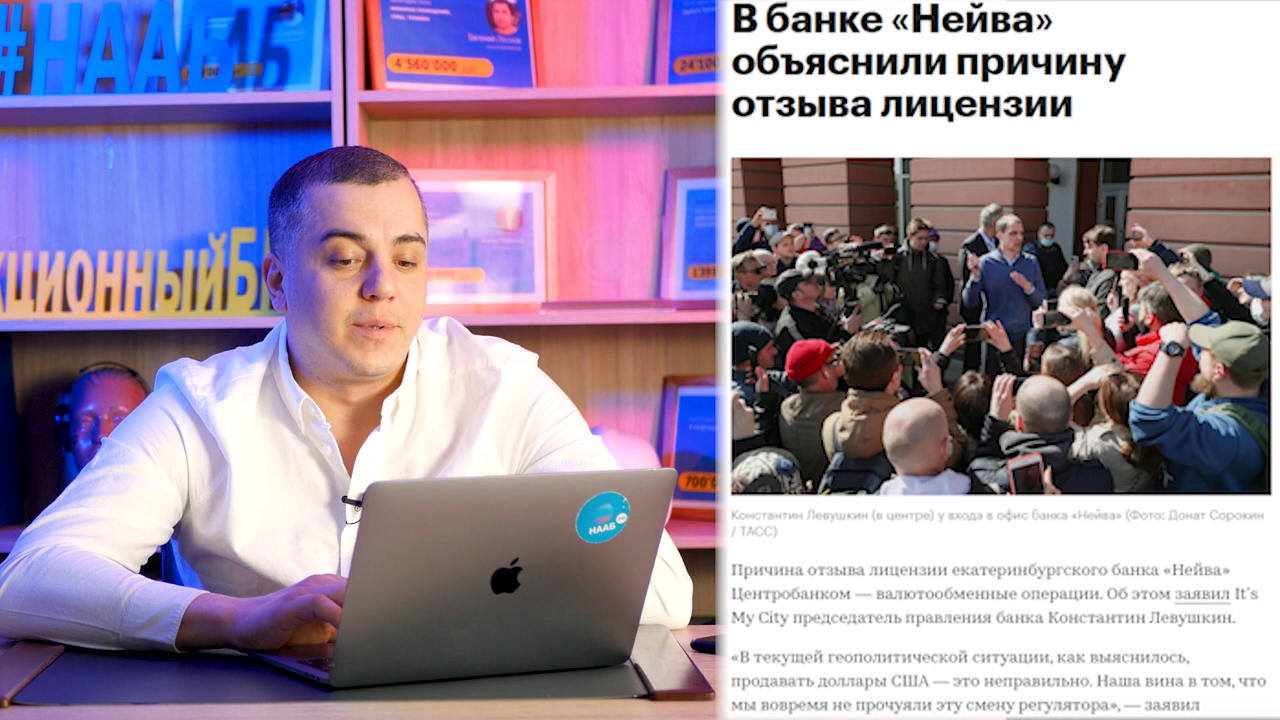 #НААБ
4'560'000
24'100
КЦИОННЫЙБ
700'0
НААБ
В банке «Нейва»
объяснили причину
отзыва лицензии
Константин Левушкин (в центре) у входа в офис банка «Нейва» (Фото: Донат Сорокин
/ ТАСС)
Причина отзыва лицензии екатеринбургского банка «Нейва»
Центробанком — валютообменные операции. Об этом заявил It's
My City председатель правления банка Константин Левушкин.
«В текущей геополитической ситуации, как выяснилось,
продавать доллары США — это неправильно. Наша вина в том, что
мы вовремя не прочуяли эту смену регулятора», — заявил